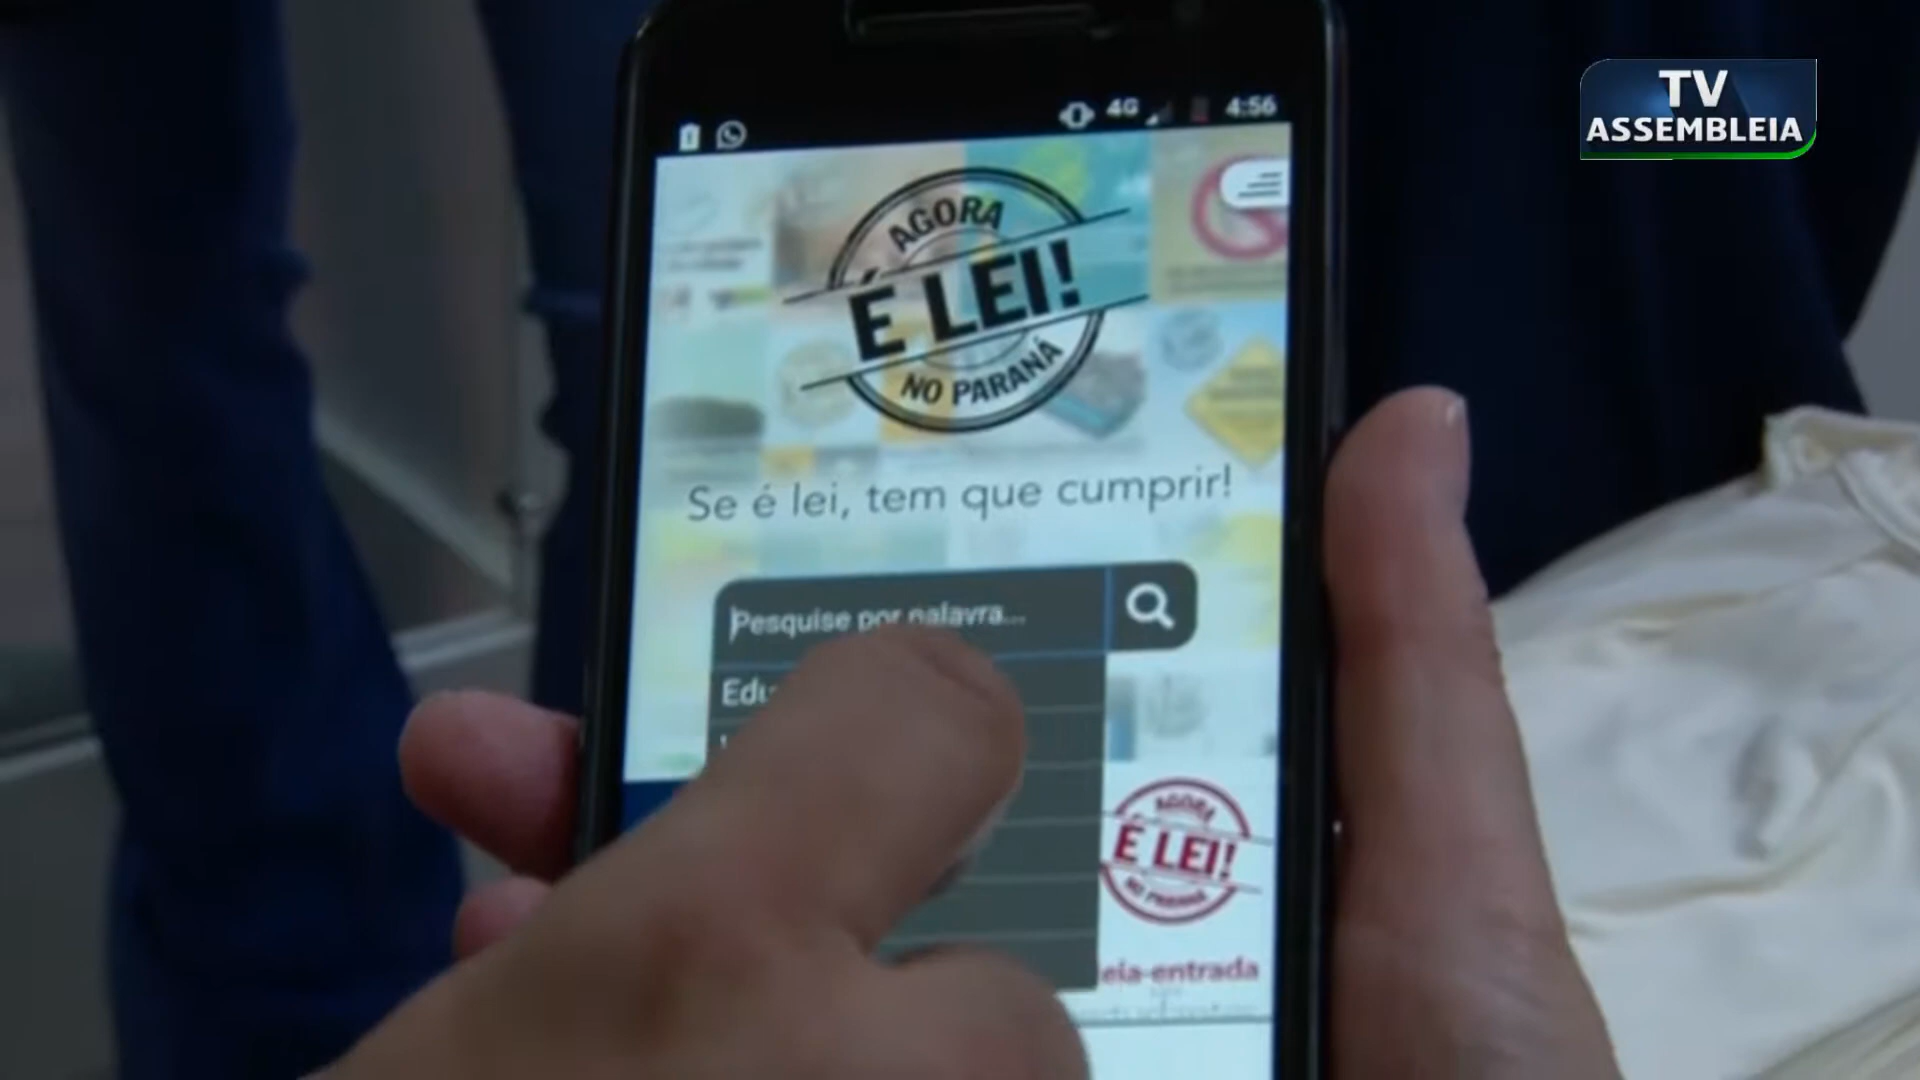 TV
ASSEMBLEIA
4G
4:56
AGORA
É LEI!
NO PARANÁ
Se é lei, tem que cumprir!
Pesquise por palavra...
Edu
AGORA
É LEI!
NO PARANÁ
eia-entrada